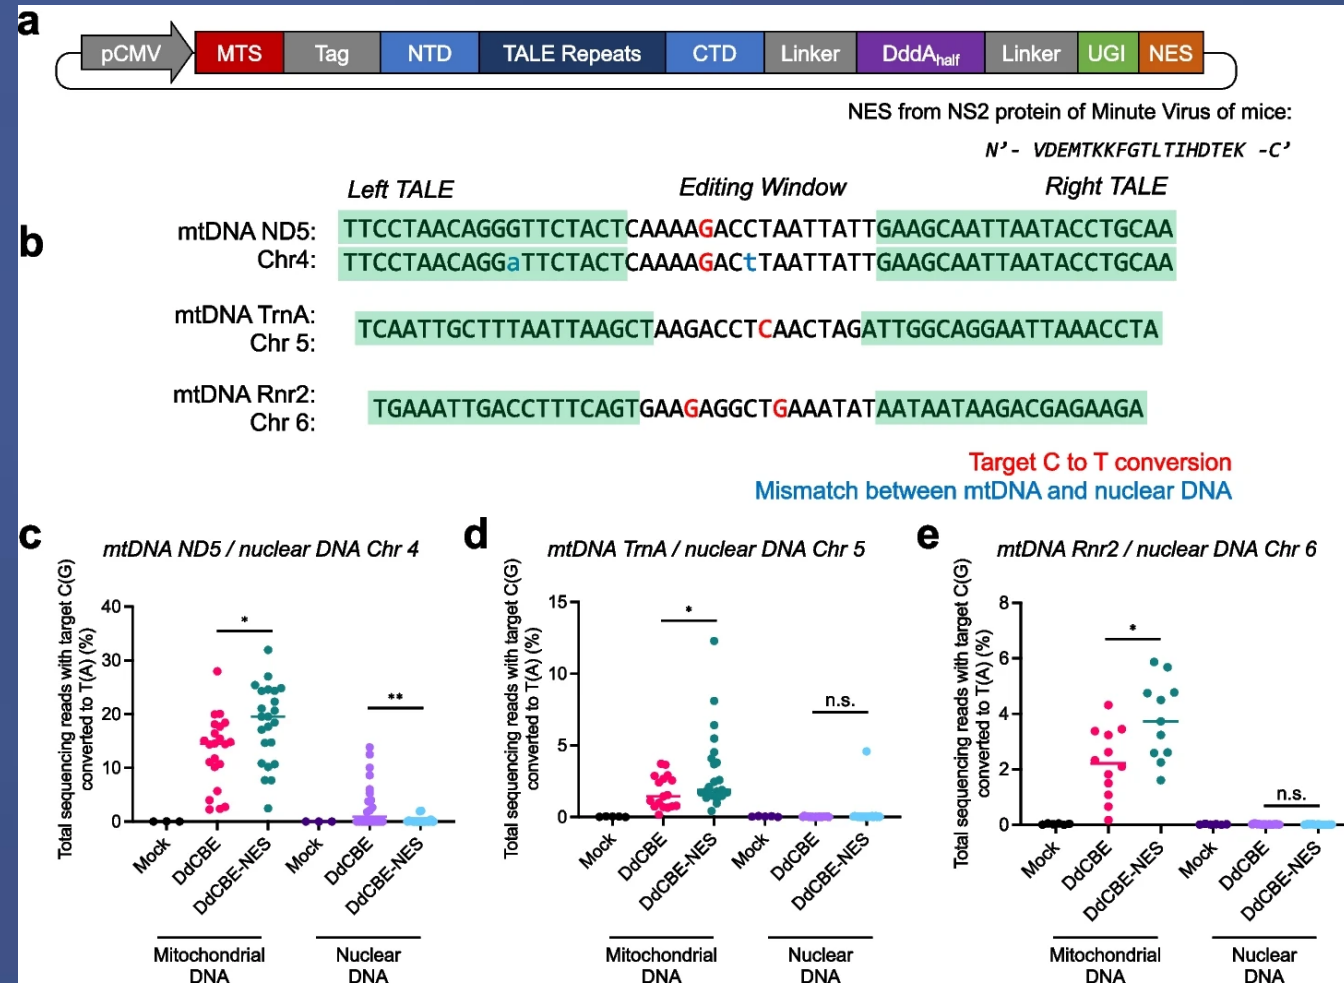 a
pCMV MTS Tag NTD TALE Repeats CTD Linker DddAhalf Linker UGI NES
NES from NS2 protein of Minute Virus of mice:
N’- VDEMTKKFGTLTIHDTEK -C’
b
Left TALE Editing Window Right TALE
mtDNA ND5: TTCCTAACAGGGTTCTACTCAAAAGACCTAATTATTGAAGCAATTAATACCTGCAA
Chr4: TTCCTAACAGGaTTCTACTCAAAAGACtTAATTATTGAAGCAATTAATACCTGCAA
mtDNA TrnA:
Chr 5:
TCAATTGCTTTAATTAAGCTAAGACCTCAACTAGATTGGCAGGAATTAAACCTA
mtDNA Rnr2:
Chr 6:
TGAAATTGACCTTTCAGTGAAGAGGCTGAAATATAATAATAAGACGAGAAGA
Target C to T conversion
Mismatch between mtDNA and nuclear DNA
c
mtDNA ND5 / nuclear DNA Chr 4
Total sequencing reads with target C(G)
converted to T(A) (%)
40
30
20
10
0
*
**
Mock DdCBE DdCBE-NES Mock DdCBE DdCBE-NES
Mitochondrial
DNA
Nuclear
DNA
d
mtDNA TrnA / nuclear DNA Chr 5
Total sequencing reads with target C(G)
converted to T(A) (%)
15
10
5
0
*
n.s.
Mock DdCBE DdCBE-NES Mock DdCBE DdCBE-NES
Mitochondrial
DNA
Nuclear
DNA
e
mtDNA Rnr2 / nuclear DNA Chr 6
Total sequencing reads with target C(G)
converted to T(A) (%)
8
6
4
2
0
*
n.s.
Mock DdCBE DdCBE-NES Mock DdCBE DdCBE-NES
Mitochondrial
DNA
Nuclear
DNA